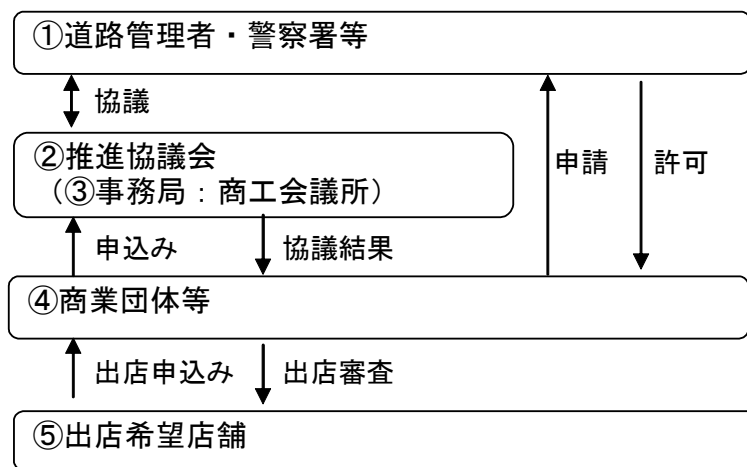 ①道路管理者・警察署等
協議
②推進協議会
（③事務局：商工会議所）
申請
許可
申込み
協議結果
④商業団体等
出店申込み
出店審査
⑤出店希望店舗